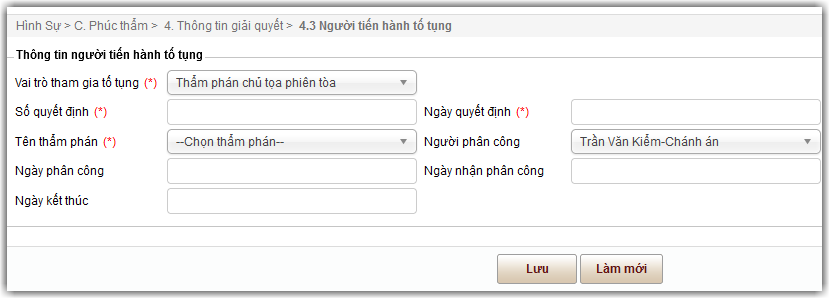 Hình Sự > C. Phúc thẩm > 4. Thông tin giải quyết > 4.3 Người tiến hành tố tụng
Thông tin người tiến hành tố tụng
Vai trò tham gia tố tụng (*) Thẩm phán chủ tọa phiên tòa
Số quyết định (*) Ngày quyết định (*)
Tên thẩm phán (*) --Chọn thẩm phán-- Người phân công Trần Văn Kiểm-Chánh án
Ngày phân công Ngày nhận phân công
Ngày kết thúc
Lưu Làm mới